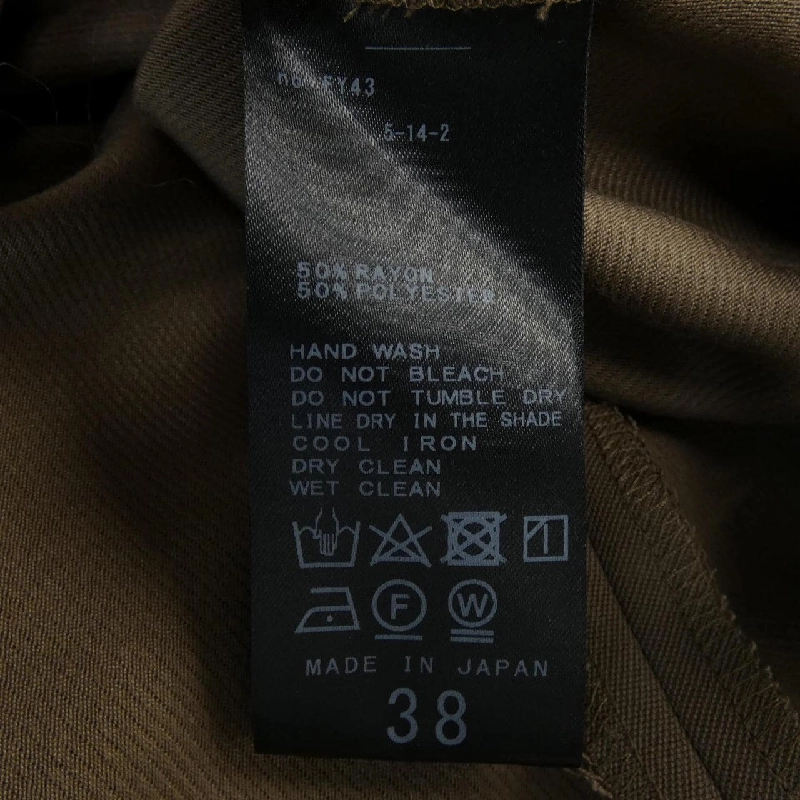 5-14-2
50% RAYON
50% POLYESTER
HAND WASH
DO NOT BLEACH
DO NOT TUMBLE DRY
LINE DRY IN THE SHADE
COOL IRON
DRY CLEAN
WET CLEAN
F W
MADE IN JAPAN
38